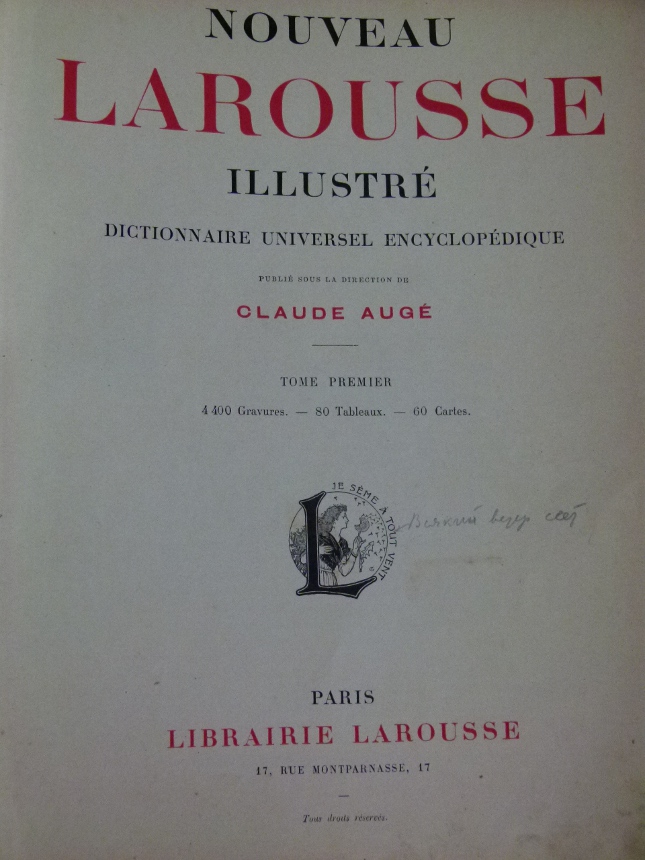 NOUVEAU
LAROUSSE
ILLUSTRÉ
DICTIONNAIRE UNIVERSEL ENCYCLOPÉDIQUE
PUBLIÉ SOUS LA DIRECTION DE
CLAUDE AUGÉ
TOME PREMIER
4 400 Gravures. — 80 Tableaux. — 60 Cartes.
JE SÈME À TOUT VENT
L
Всякий
PARIS
LIBRAIRIE LAROUSSE
17, RUE MONTPARNASSE, 17
Tous droits réservés.